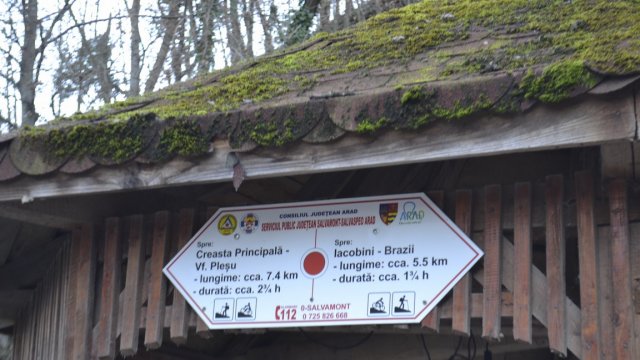 CONSILIUL JUDEȚEAN ARAD
SERVICIUL PUBLIC JUDEȚEAN SALVAMONT-SALVASPEO ARAD
ARAD
Spre:
Creasta Principală -
Vf. Pleșu
- lungime: cca. 7.4 km
- durată: cca. 2¾ h
Spre:
Iacobini - Brazii
- lungime: cca. 5.5 km
- durată: cca. 1¾ h
112
0-SALVAMONT
0 725 826 668